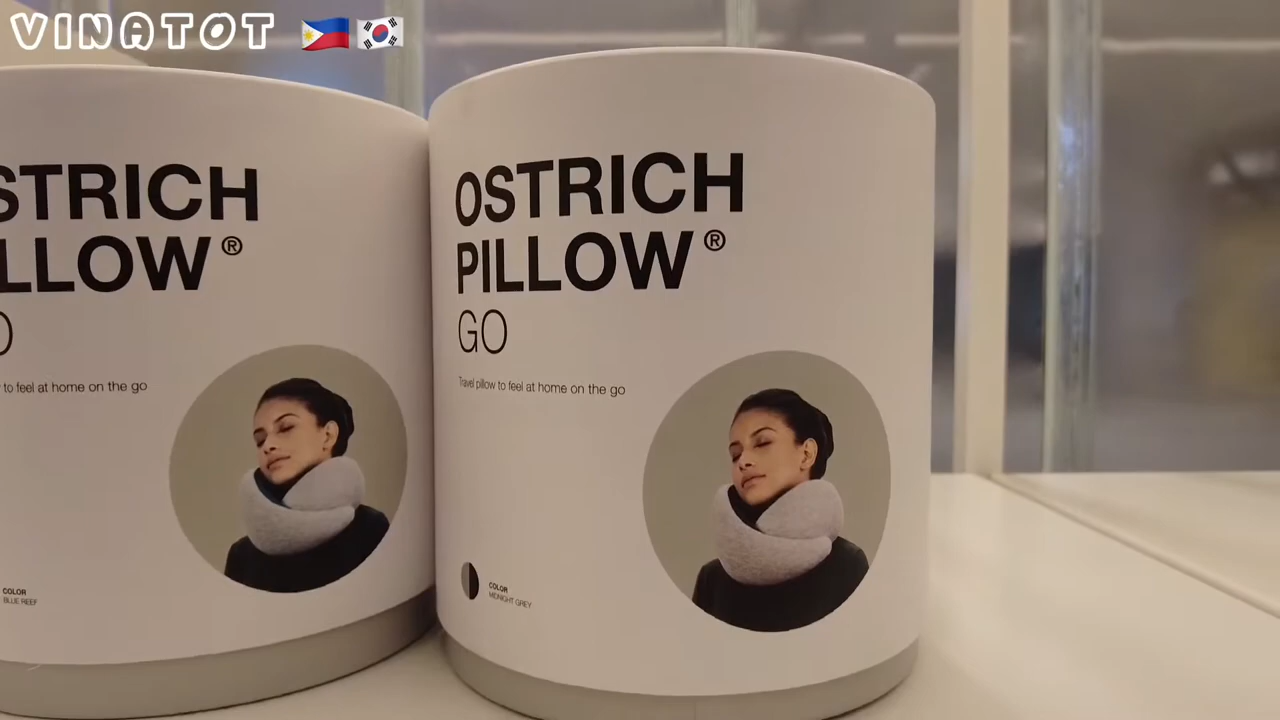 VINATOT
STRICH
LLOW®
to feel at home on the go
COLOR
BLUE REEF
OSTRICH
PILLOW®
GO
Travel pillow to feel at home on the go
COLOR
MIDNIGHT GREY